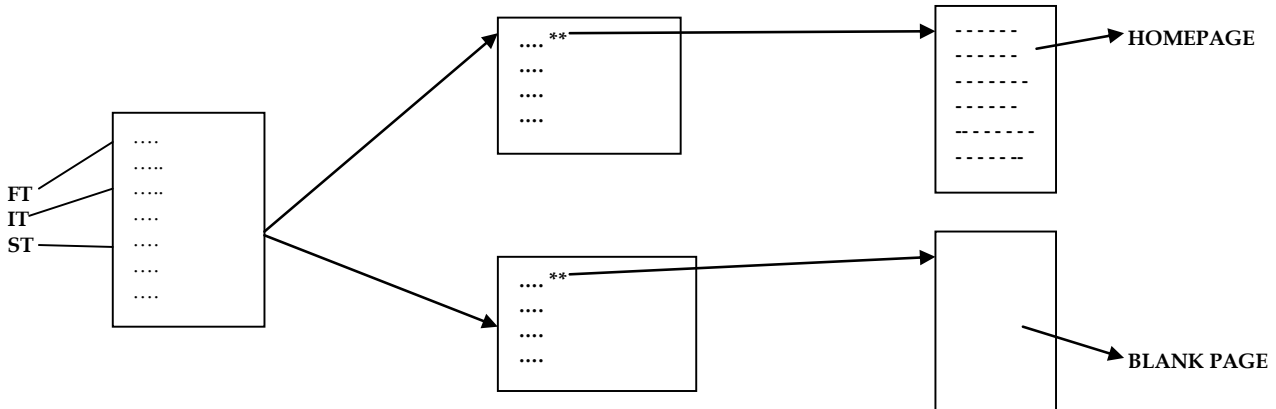 FT
IT
ST
....
.....
.....
....
....
....
....
.... **
....
....
....
.... **
....
....
....
- - - - - -
- - - - - -
- - - - - - -
- - - - - -
-- - - - - - -
- - - - - --
HOMEPAGE
BLANK PAGE